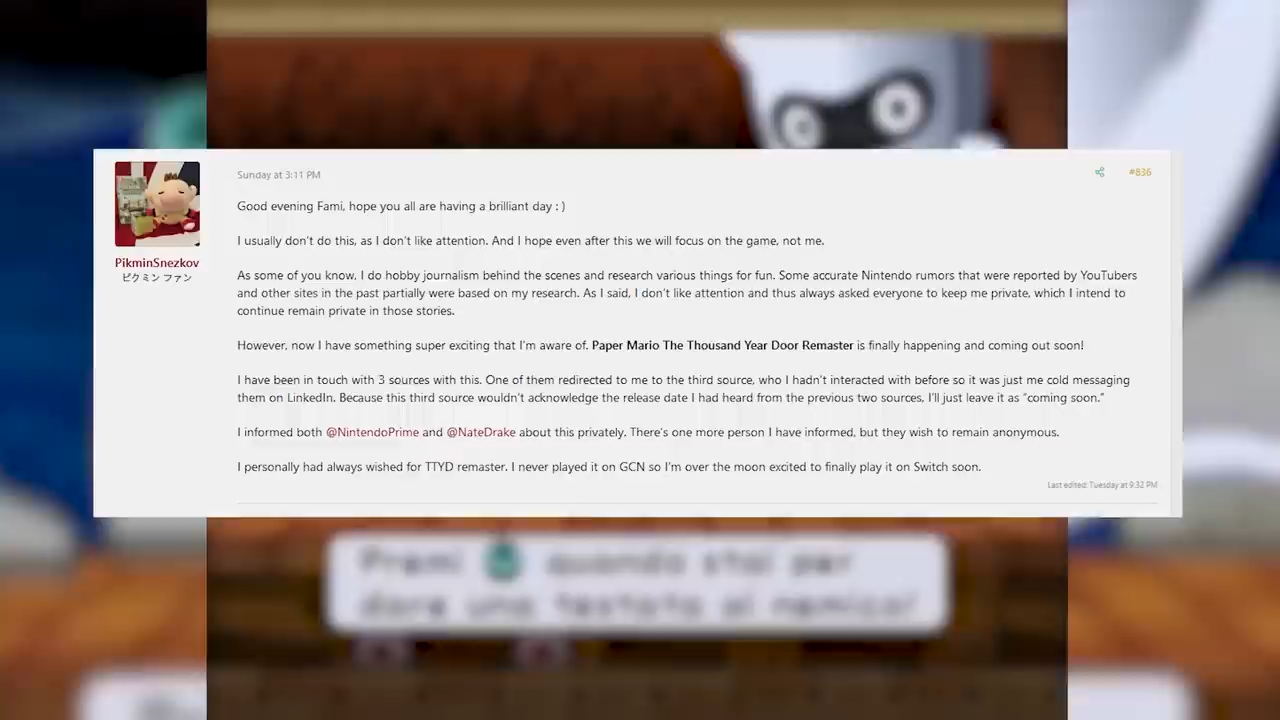 Sunday at 3:11 PM
#836
Good evening Fami, hope you all are having a brilliant day : )
I usually don't do this, as I don't like attention. And I hope even after this we will focus on the game, not me.
PikminSnezkov
ピクミン ファン
As some of you know, I do hobby journalism behind the scenes and research various things for fun. Some accurate Nintendo rumors that were reported by YouTubers
and other sites in the past partially were based on my research. As I said, I don't like attention and thus always asked everyone to keep me private, which I intend to
continue remain private in those stories.
However, now I have something super exciting that I'm aware of. Paper Mario The Thousand Year Door Remaster is finally happening and coming out soon!
I have been in touch with 3 sources with this. One of them redirected to me to the third source, who I hadn't interacted with before so it was just me cold messaging
them on LinkedIn. Because this third source wouldn't acknowledge the release date I had heard from the previous two sources, I'll just leave it as "coming soon."
I informed both @NintendoPrime and @NateDrake about this privately. There's one more person I have informed, but they wish to remain anonymous.
I personally had always wished for TTYD remaster. I never played it on GCN so I'm over the moon excited to finally play it on Switch soon.
Last edited: Tuesday at 9:32 PM
Premi quando stai per
dare una testata al nemico!